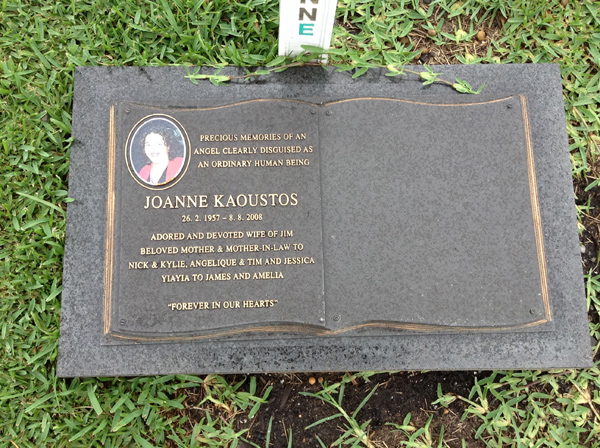 NNE
PRECIOUS MEMORIES OF AN
ANGEL CLEARLY DISGUISED AS
AN ORDINARY HUMAN BEING
JOANNE KAOUSTOS
26. 2. 1957 – 8. 8. 2008
ADORED AND DEVOTED WIFE OF JIM
BELOVED MOTHER & MOTHER-IN-LAW TO
NICK & KYLIE, ANGELIQUE & TIM AND JESSICA
YIAYIA TO JAMES AND AMELIA
"FOREVER IN OUR HEARTS"